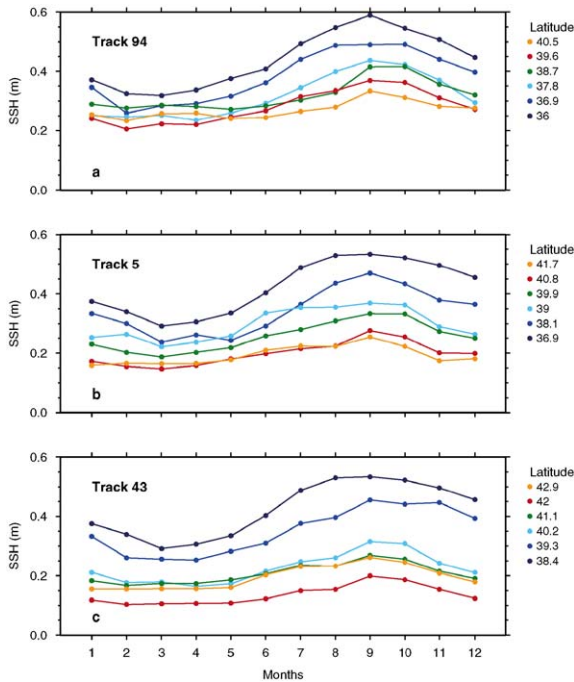 Track 94
SSH (m)
0.6
0.4
0.2
0.0
a
Latitude
40.5
39.6
38.7
37.8
36.9
36
Track 5
SSH (m)
0.6
0.4
0.2
0.0
b
Latitude
41.7
40.8
39.9
39
38.1
36.9
Track 43
SSH (m)
0.6
0.4
0.2
0.0
c
Latitude
42.9
42
41.1
40.2
39.3
38.4
1 2 3 4 5 6 7 8 9 10 11 12
Months